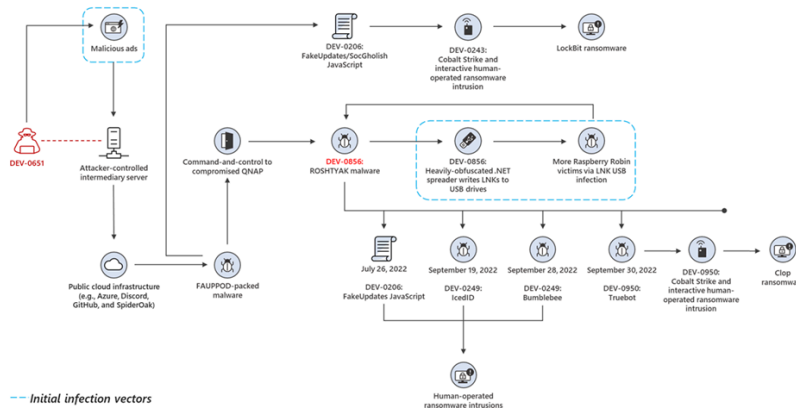 Malicious ads
DEV-0206:
FakeUpdates/SocGholish
JavaScript
DEV-0243:
Cobalt Strike and
interactive human-
operated ransomware
intrusion
LockBit ransomware
DEV-0651
Attacker-controlled
intermediary server
Command-and-control to
compromised QNAP
DEV-0856:
ROSHTYAK malware
DEV-0856:
Heavily-obfuscated .NET
spreader writes LNKs to
USB drives
More Raspberry Robin
victims via LNK USB
infection
Public cloud infrastructure
(e.g., Azure, Discord,
GitHub, and SpiderOak)
FAUPPOD-packed
malware
July 26, 2022
DEV-0206:
FakeUpdates JavaScript
September 19, 2022
DEV-0249:
IcedID
September 28, 2022
DEV-0249:
Bumblebee
September 30, 2022
DEV-0950:
Truebot
DEV-0950:
Cobalt Strike and
interactive human-
operated ransomware
intrusion
Clop
ransomwar
Human-operated
ransomware intrusions
Initial infection vectors